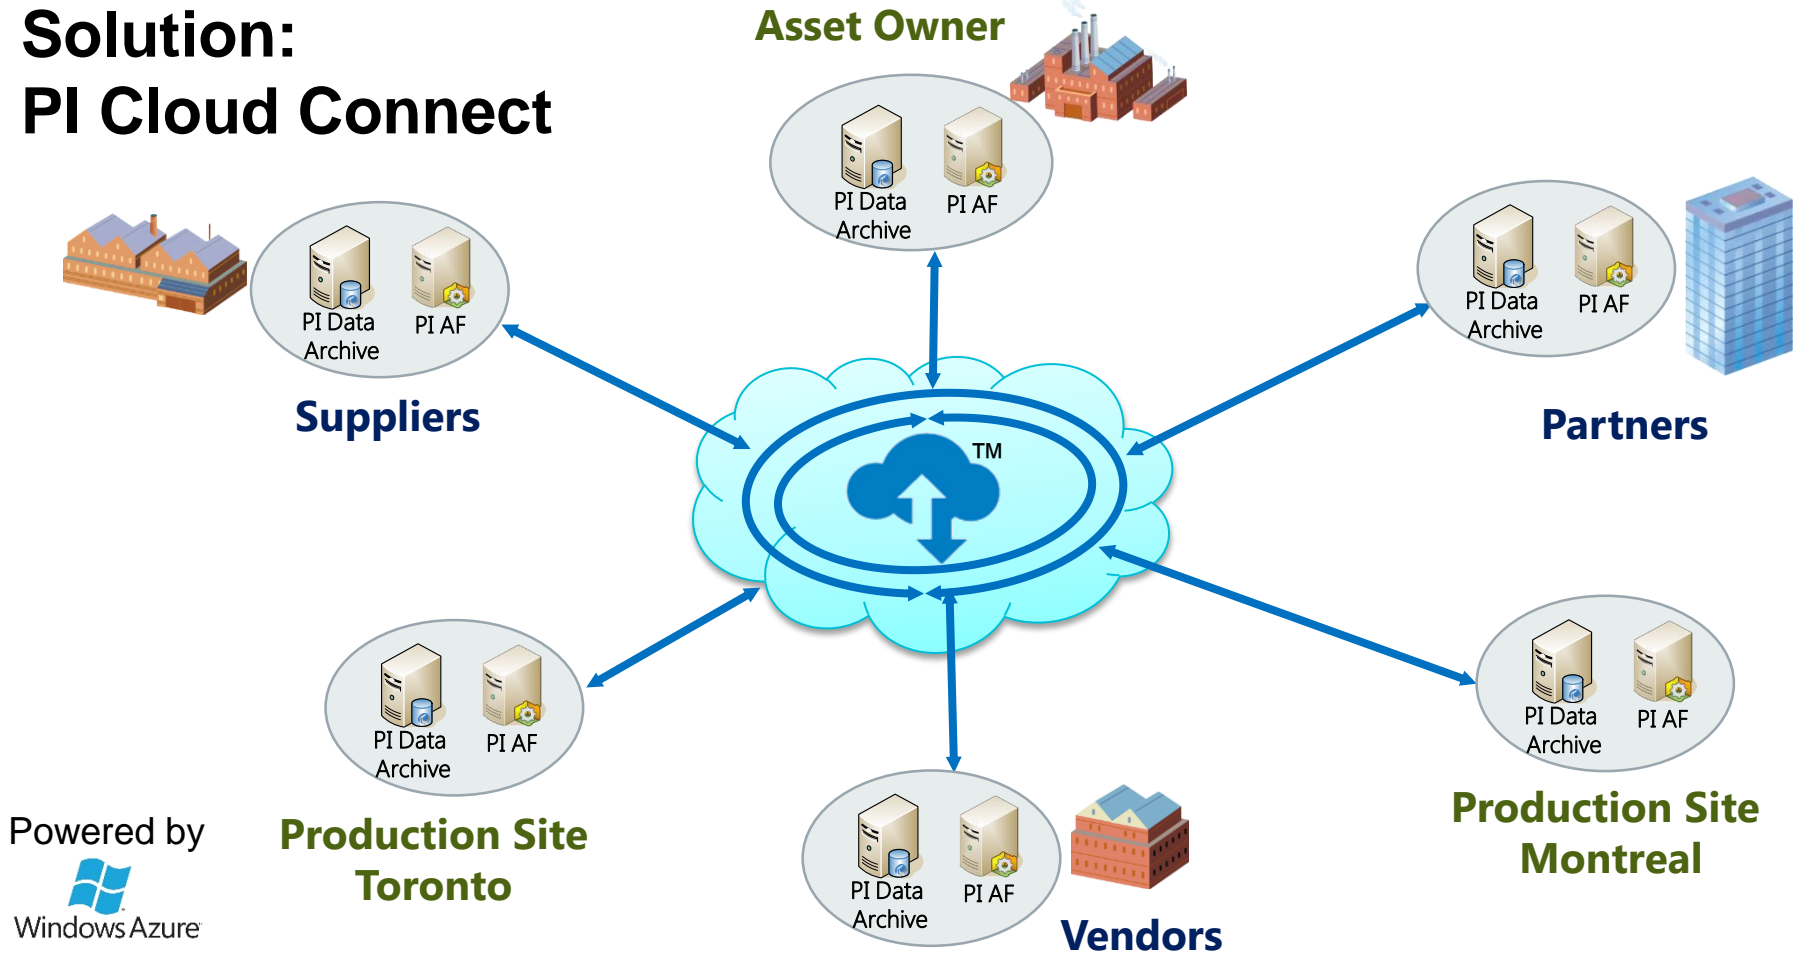 Solution:
PI Cloud Connect
Asset Owner
PI Data
Archive
PI AF
PI Data
Archive
PI AF
Suppliers
PI Data
Archive
PI AF
Partners
TM
PI Data
Archive
PI AF
Production Site
Toronto
PI Data
Archive
PI AF
Vendors
PI Data
Archive
PI AF
Production Site
Montreal
Powered by
Windows Azure